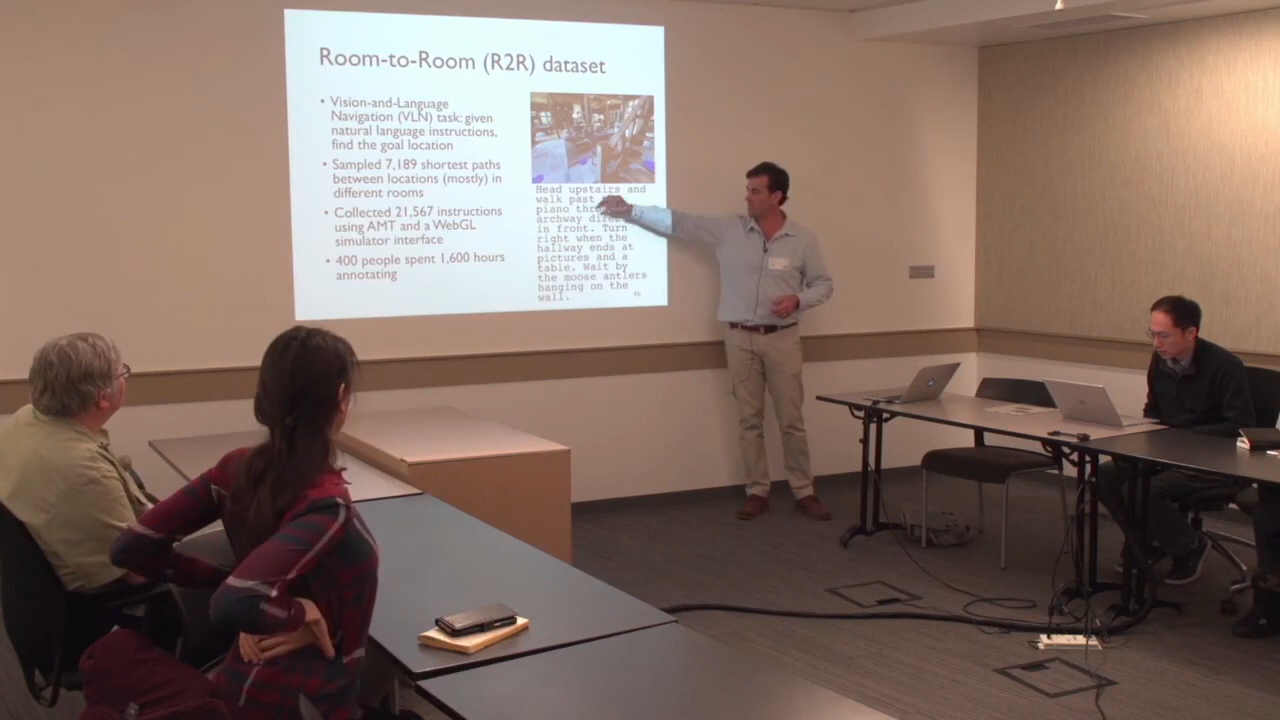 Room-to-Room (R2R) dataset
• Vision-and-Language
Navigation (VLN) task: given
natural language instructions,
find the goal location
• Sampled 7,189 shortest paths
between locations (mostly) in
different rooms
• Collected 21,567 instructions
using AMT and a WebGL
simulator interface
• 400 people spent 1,600 hours
annotating
Head upstairs and
walk past
piano
archway
in front. Turn
right when the
hallway ends at
pictures and a
table. Wait by
the moose antlers
hanging on the
wall.
46